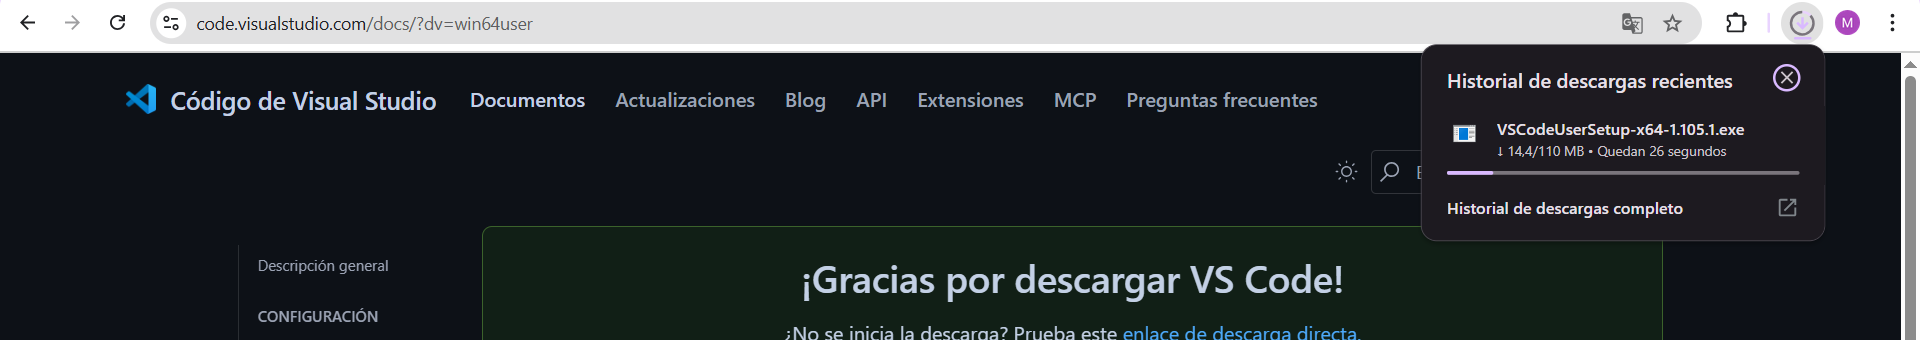 code.visualstudio.com/docs/?dv=win64user
M
Código de Visual Studio
Documentos
Actualizaciones
Blog
API
Extensiones
MCP
Preguntas frecuentes
Historial de descargas recientes
VSCodeUserSetup-x64-1.105.1.exe
↓ 14,4/110 MB • Quedan 26 segundos
Historial de descargas completo
Descripción general
CONFIGURACIÓN
¡Gracias por descargar VS Code!
¿No se inicia la descarga? Prueba este enlace de descarga directa.